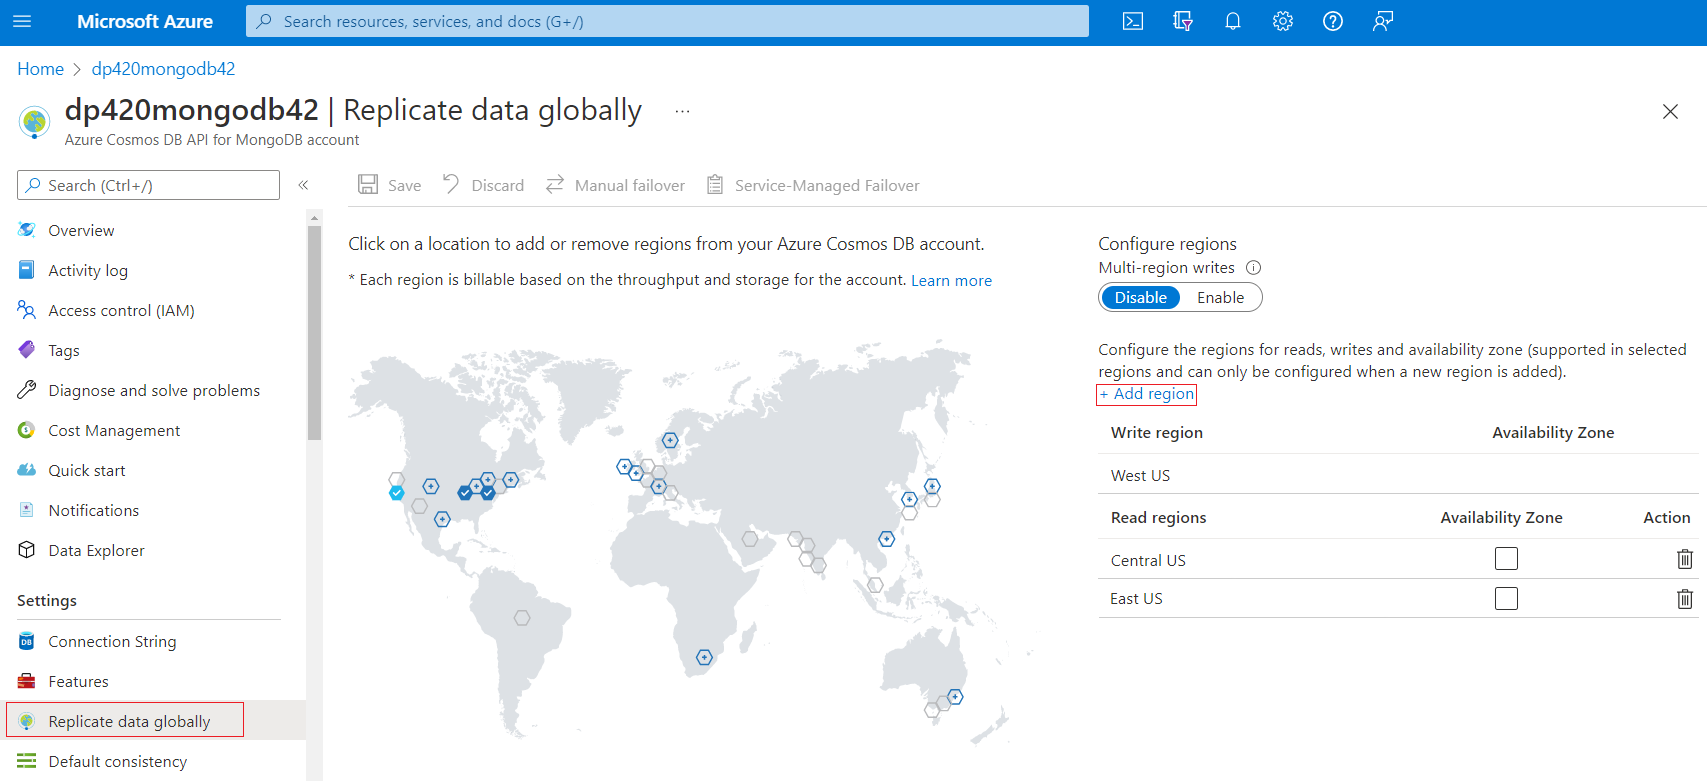 Microsoft Azure
Search resources, services, and docs (G+/)
Home > dp420mongodb42
dp420mongodb42 | Replicate data globally ...
Azure Cosmos DB API for MongoDB account
Search (Ctrl+/)
«
Save
Discard
Manual failover
Service-Managed Failover
Overview
Activity log
Access control (IAM)
Tags
Diagnose and solve problems
Cost Management
Quick start
Notifications
Data Explorer
Settings
Connection String
Features
Replicate data globally
Default consistency
Click on a location to add or remove regions from your Azure Cosmos DB account.
* Each region is billable based on the throughput and storage for the account. Learn more
Configure regions
Multi-region writes
Disable Enable
Configure the regions for reads, writes and availability zone (supported in selected
regions and can only be configured when a new region is added).
+ Add region
Write region Availability Zone
West US
Read regions Availability Zone Action
Central US
East US